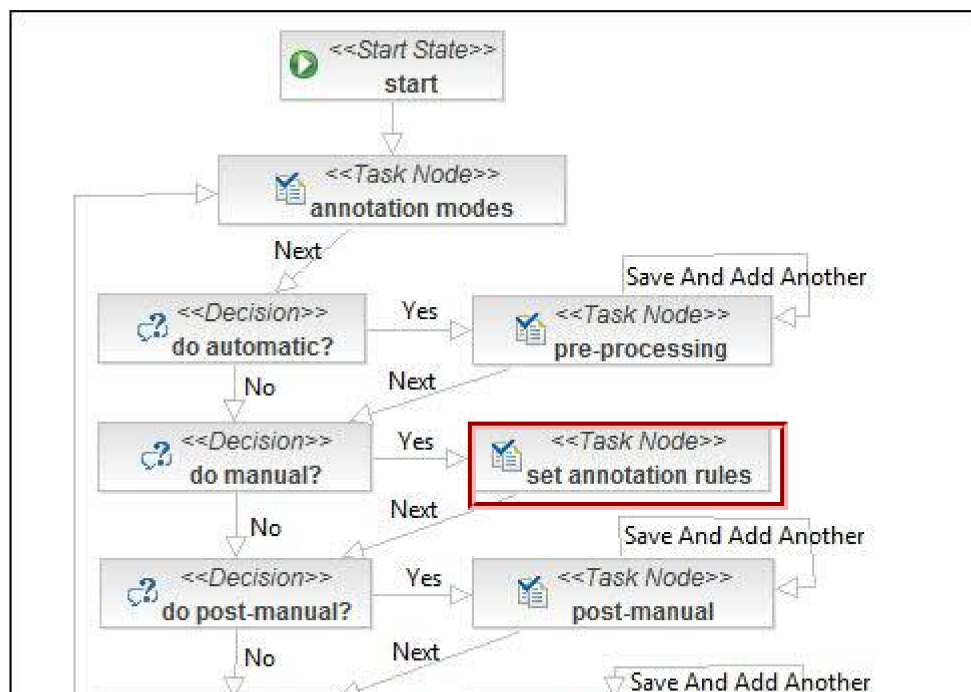 <<Start State>>
start
<<Task Node>>
annotation modes
Next
Save And Add Another
<<Decision>>
do automatic?
Yes
<<Task Node>>
pre-processing
No
Next
<<Decision>>
do manual?
Yes
<<Task Node>>
set annotation rules
Next
No
Save And Add Another
<<Decision>>
do post-manual?
Yes
<<Task Node>>
post-manual
No
Next
Save And Add Another